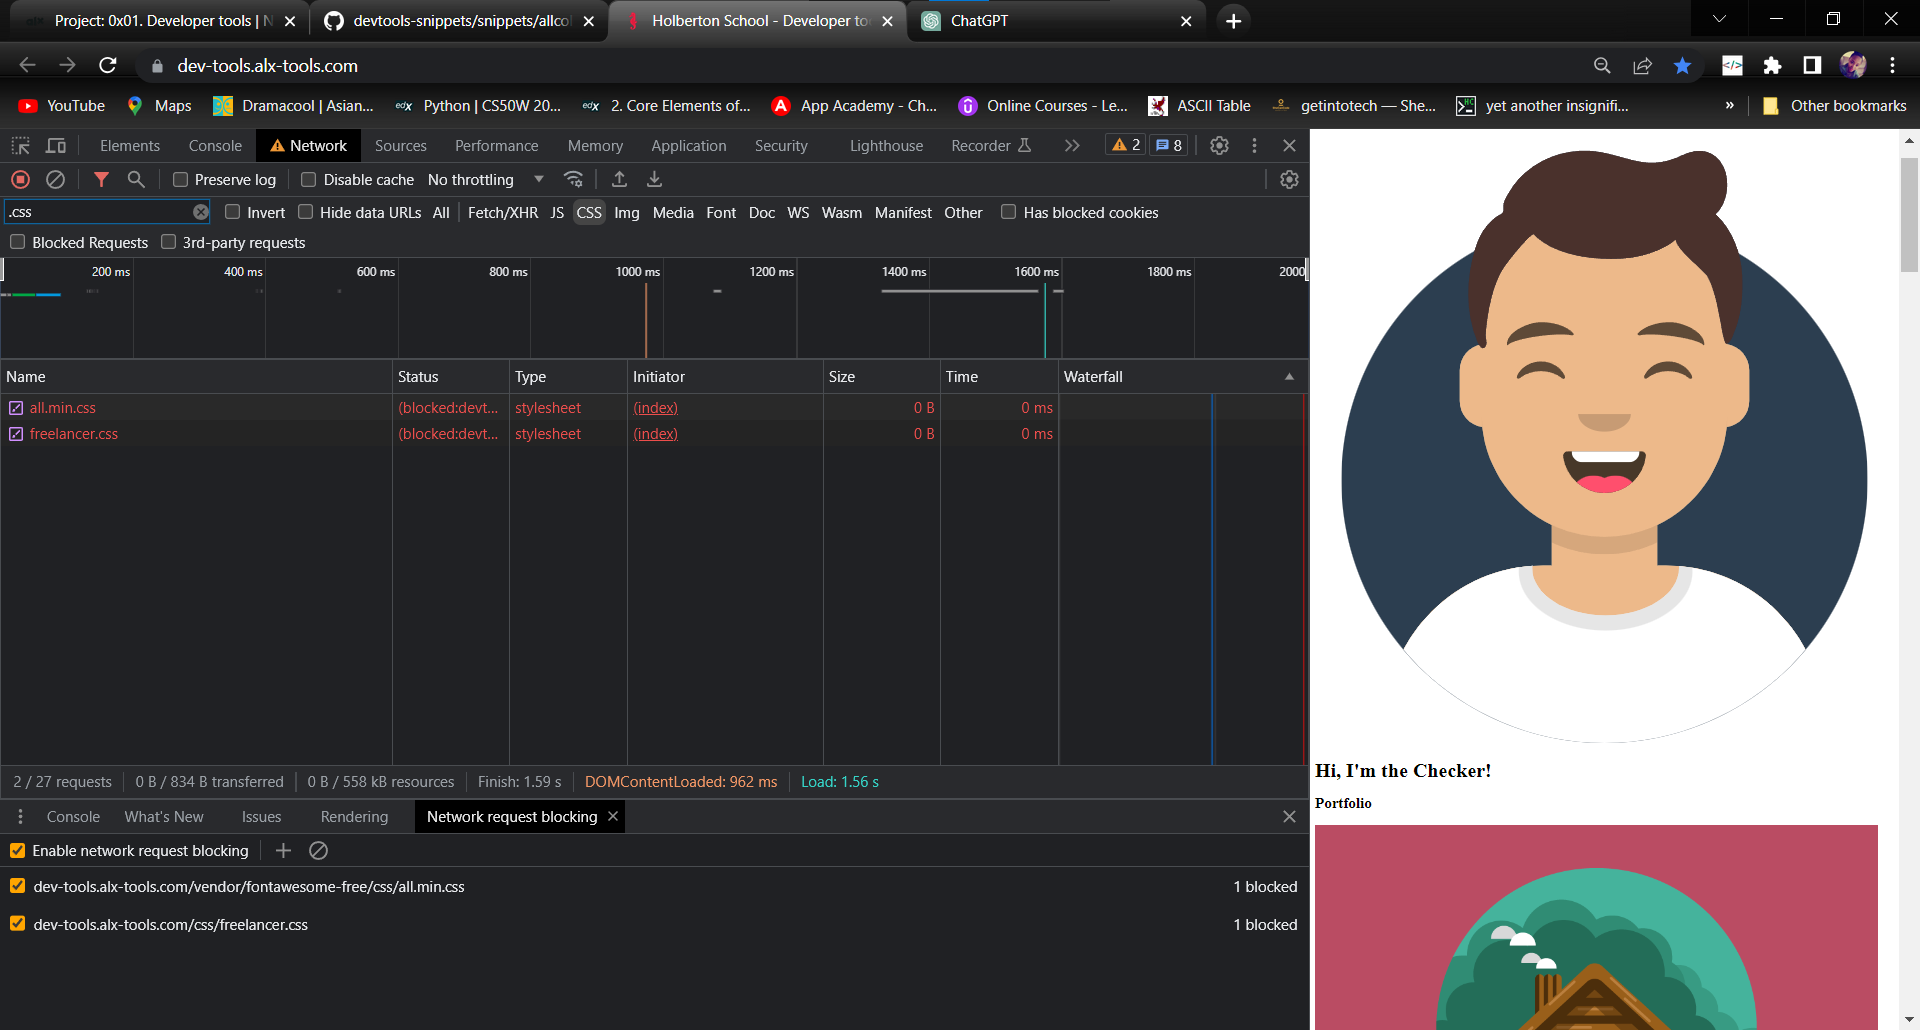 Project: 0x01. Developer tools | N
devtools-snippets/snippets/allcol
Holberton School - Developer too
ChatGPT
dev-tools.alx-tools.com
YouTube
Maps
Dramacool | Asian...
edX Python | CS50W 20...
edX 2. Core Elements of...
App Academy - Ch...
Online Courses - Le...
ASCII Table
getintotech — She...
yet another insignifi...
»
Other bookmarks
Elements
Console
Network
Sources
Performance
Memory
Application
Security
Lighthouse
Recorder
2
8
Preserve log
Disable cache
No throttling
.css
Invert
Hide data URLs
All
Fetch/XHR
JS
CSS
Img
Media
Font
Doc
WS
Wasm
Manifest
Other
Has blocked cookies
Blocked Requests
3rd-party requests
200 ms
400 ms
600 ms
800 ms
1000 ms
1200 ms
1400 ms
1600 ms
1800 ms
2000
Name
Status
Type
Initiator
Size
Time
Waterfall
all.min.css
(blocked:devt...
stylesheet
(index)
0 B
0 ms
freelancer.css
(blocked:devt...
stylesheet
(index)
0 B
0 ms
2 / 27 requests
0 B / 834 B transferred
0 B / 558 kB resources
Finish: 1.59 s
DOMContentLoaded: 962 ms
Load: 1.56 s
Console
What's New
Issues
Rendering
Network request blocking
Enable network request blocking
dev-tools.alx-tools.com/vendor/fontawesome-free/css/all.min.css
1 blocked
dev-tools.alx-tools.com/css/freelancer.css
1 blocked
Hi, I'm the Checker!
Portfolio